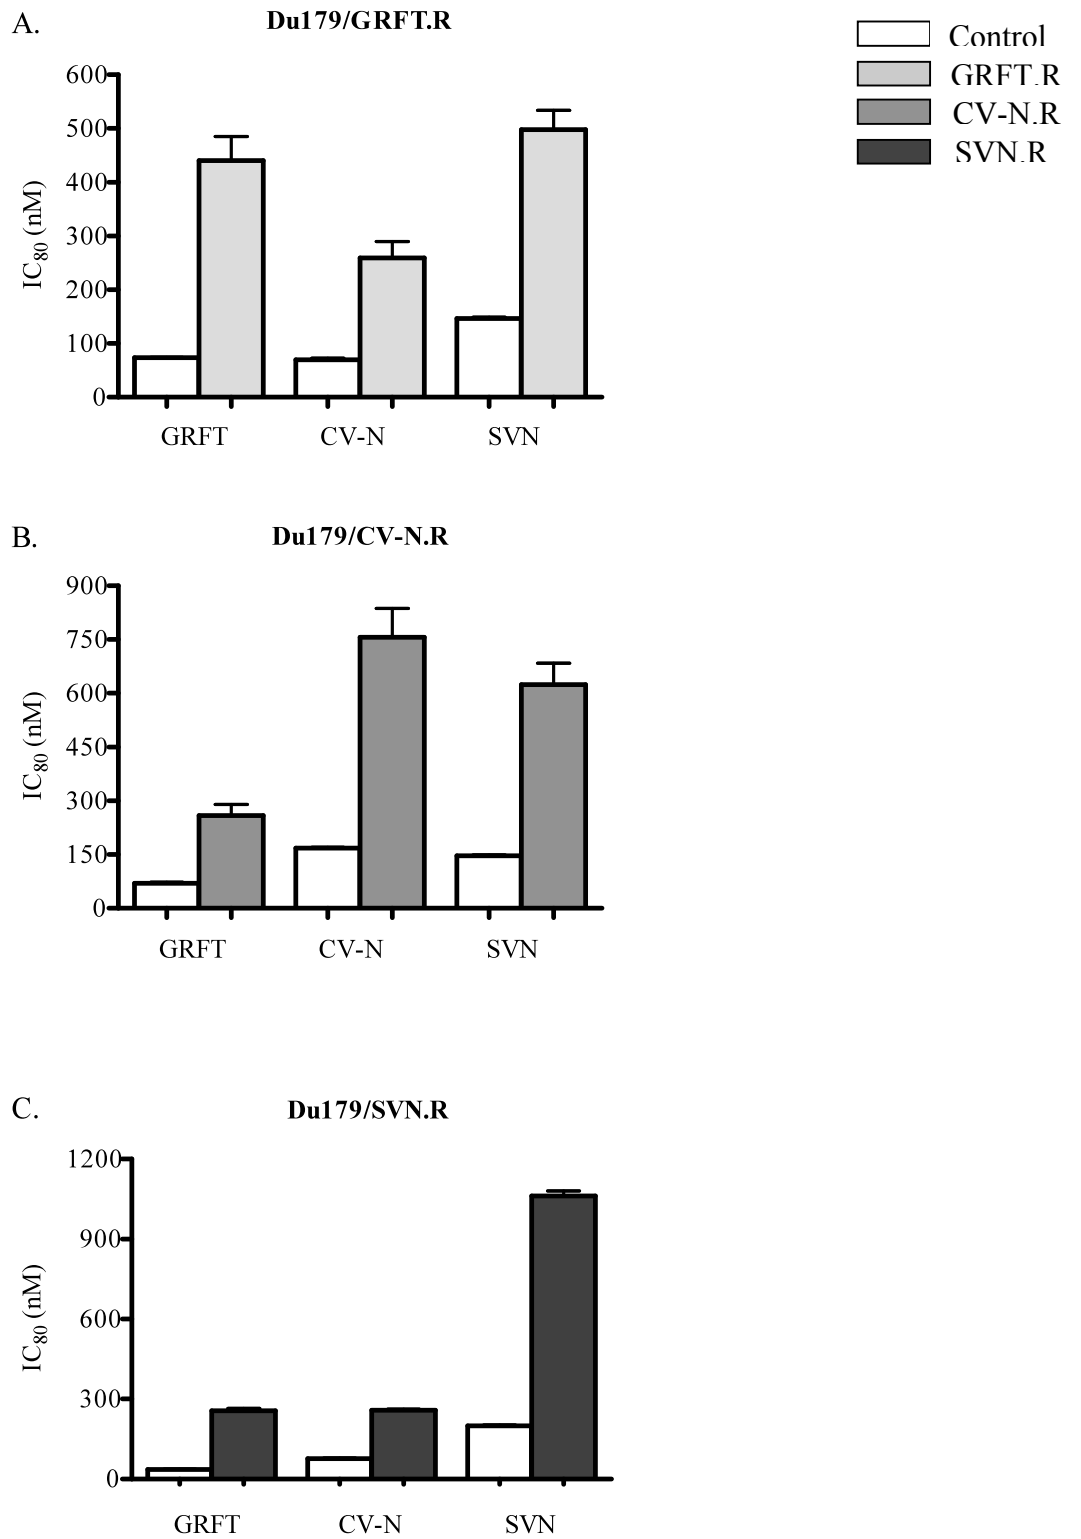 A.
Du179/GRFT.R
Control
GRFT.R
CV-N.R
SVN.R
IC80 (nM)
600
500
400
300
200
100
0
GRFT CV-N SVN
B.
Du179/CV-N.R
IC80 (nM)
900
750
600
450
300
150
0
GRFT CV-N SVN
C.
Du179/SVN.R
IC80 (nM)
1200
900
600
300
0
GRFT CV-N SVN